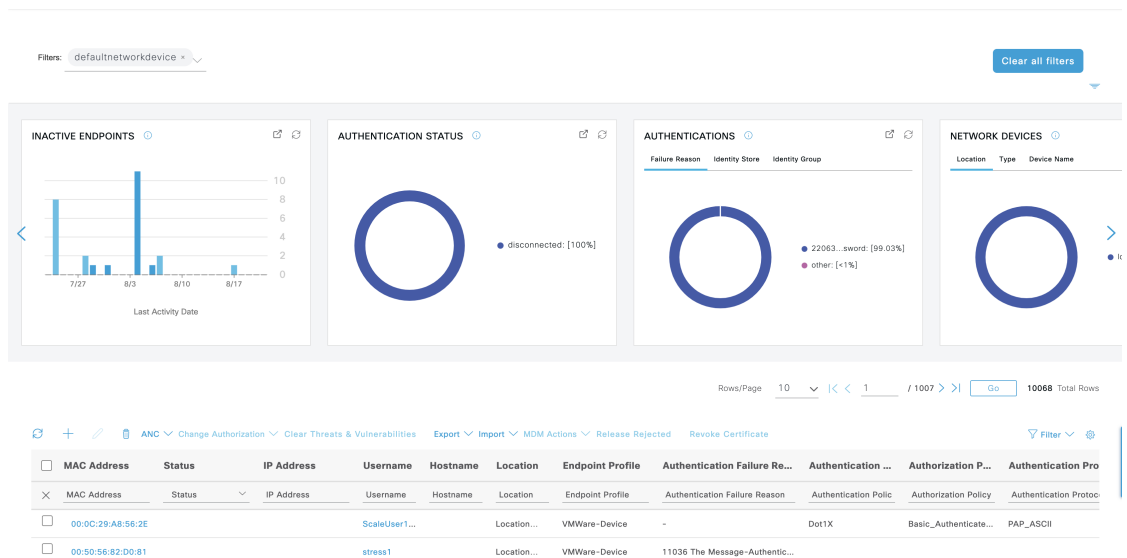 Filters: defaultnetworkdevice ×
Clear all filters
INACTIVE ENDPOINTS
10
8
6
4
2
0
7/27 8/3 8/10 8/17
Last Activity Date
AUTHENTICATION STATUS
disconnected: [100%]
AUTHENTICATIONS
Failure Reason Identity Store Identity Group
22063...sword: [99.03%]
other: [<1%]
NETWORK DEVICES
Location Type Device Name
Rows/Page 10 1 / 1007 Go 10068 Total Rows
ANC Change Authorization Clear Threats & Vulnerabilities Export Import MDM Actions Release Rejected Revoke Certificate Filter
MAC Address Status IP Address Username Hostname Location Endpoint Profile Authentication Failure Re... Authentication ... Authorization P... Authentication Pro
MAC Address Status IP Address Username Hostname Location Endpoint Profile Authentication Failure Reason Authentication Polic Authorization Policy Authentication Protoc
00:0C:29:A8:56:2E ScaleUser1... Location... VMWare-Device - Dot1X Basic_Authenticate... PAP_ASCII
00:50:56:82:D0:81 stress1 Location... VMWare-Device 11036 The Message-Authentic...